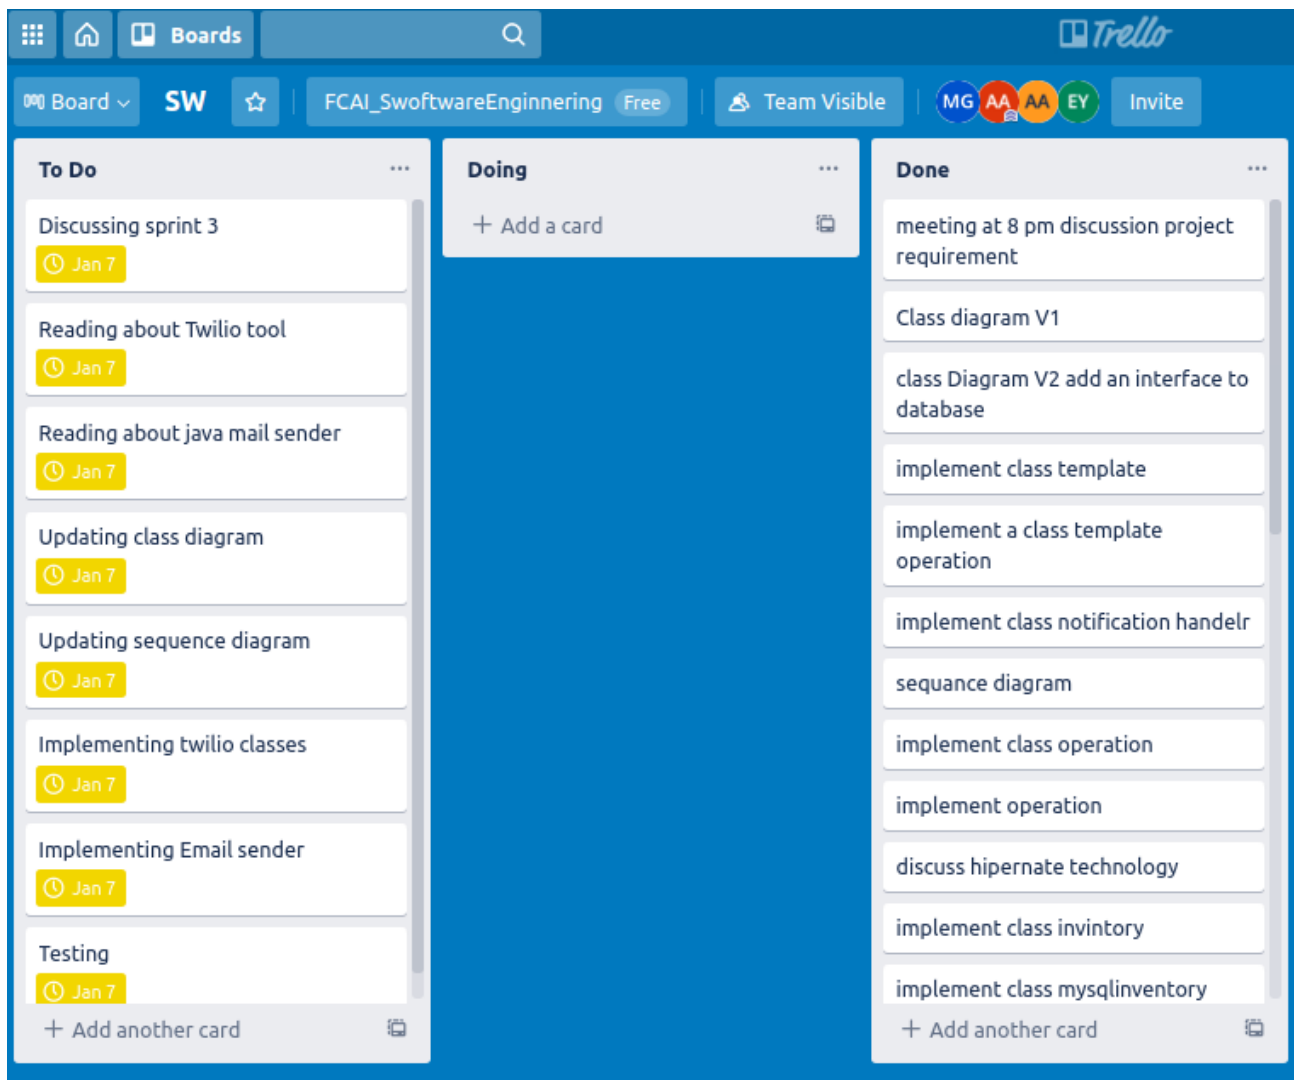 Boards
Trello
Board
SW
FCAI_SwoftwareEnginnering Free
Team Visible
MG AA AA EY
Invite
To Do
Discussing sprint 3
Jan 7
Reading about Twilio tool
Jan 7
Reading about java mail sender
Jan 7
Updating class diagram
Jan 7
Updating sequence diagram
Jan 7
Implementing twilio classes
Jan 7
Implementing Email sender
Jan 7
Testing
Jan 7
+ Add another card
Doing
+ Add a card
Done
meeting at 8 pm discussion project
requirement
Class diagram V1
class Diagram V2 add an interface to
database
implement class template
implement a class template
operation
implement class notification handelr
sequance diagram
implement class operation
implement operation
discuss hipernate technology
implement class invintory
implement class mysqlinventory
+ Add another card